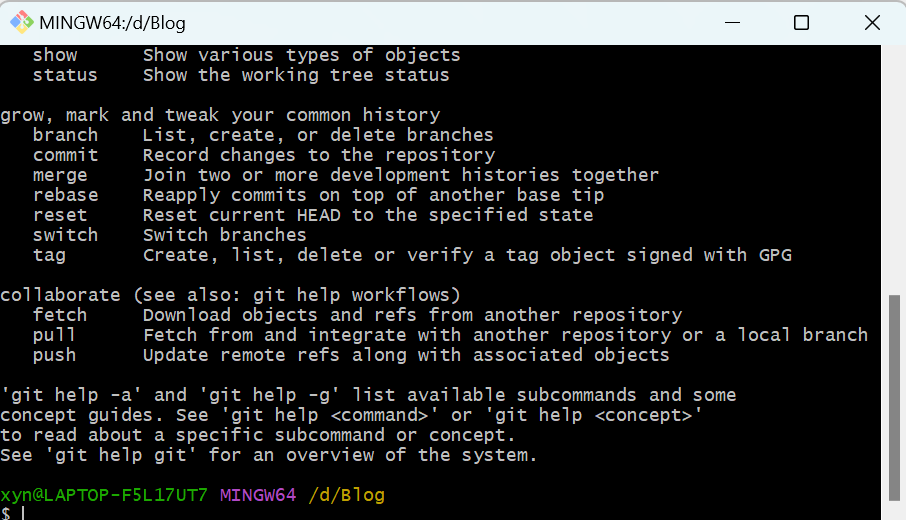 MINGW64:/d/Blog
show Show various types of objects
status Show the working tree status
grow, mark and tweak your common history
branch List, create, or delete branches
commit Record changes to the repository
merge Join two or more development histories together
rebase Reapply commits on top of another base tip
reset Reset current HEAD to the specified state
switch Switch branches
tag Create, list, delete or verify a tag object signed with GPG
collaborate (see also: git help workflows)
fetch Download objects and refs from another repository
pull Fetch from and integrate with another repository or a local branch
push Update remote refs along with associated objects
'git help -a' and 'git help -g' list available subcommands and some
concept guides. See 'git help <command>' or 'git help <concept>'
to read about a specific subcommand or concept.
See 'git help git' for an overview of the system.
xyn@LAPTOP-F5L17UT7 MINGW64 /d/Blog
$